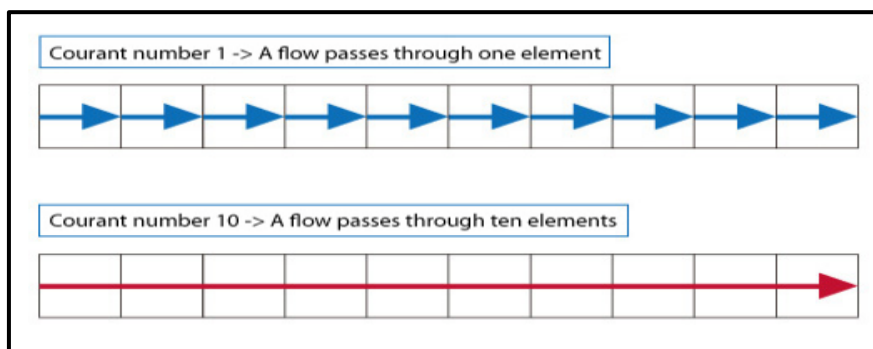 Courant number 1 -> A flow passes through one element
Courant number 10 -> A flow passes through ten elements